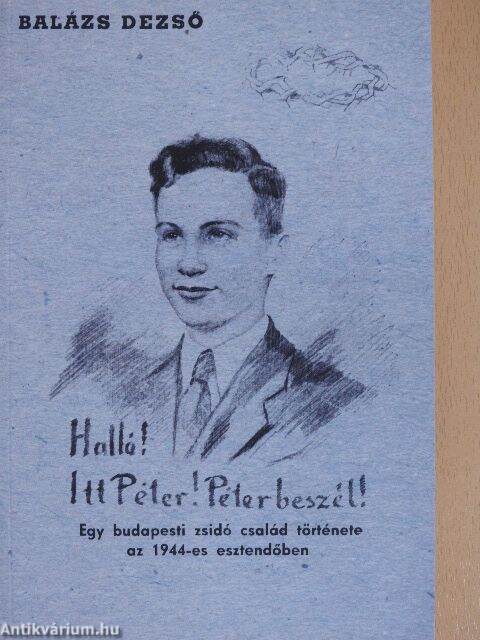 BALÁZS DEZSŐ
Halló!
Itt Péter! Péter beszél!
Egy budapesti zsidó család története
az 1944-es esztendőben
Antikvárium.hu